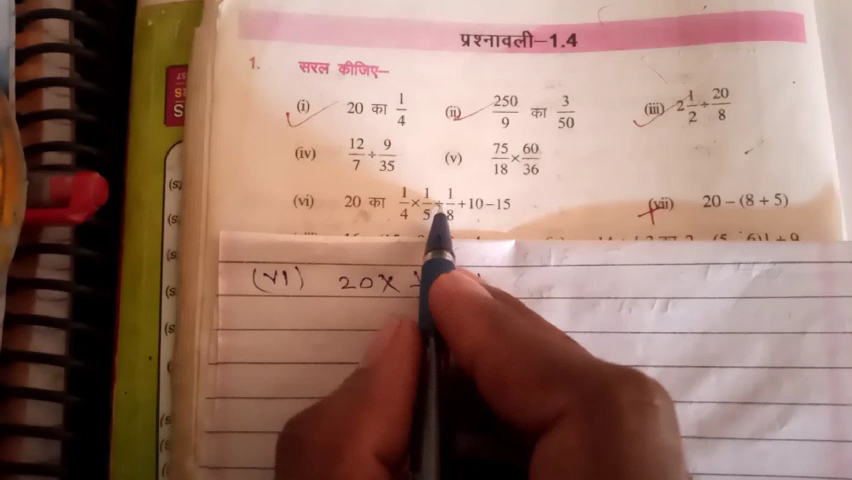 प्रश्नावली–1.4
1. सरल कीजिए–
(i) 20 का 1/4 (ii) 250/9 का 3/50 (iii) 2 1/2 ÷ 20/8
(iv) 12/7 ÷ 9/35 (v) 75/18 × 60/36
(vi) 20 का 1/4 × 1/5 ÷ 1/8 + 10 – 15 (vii) 20 – (8 + 5)
(VI) 20 ×